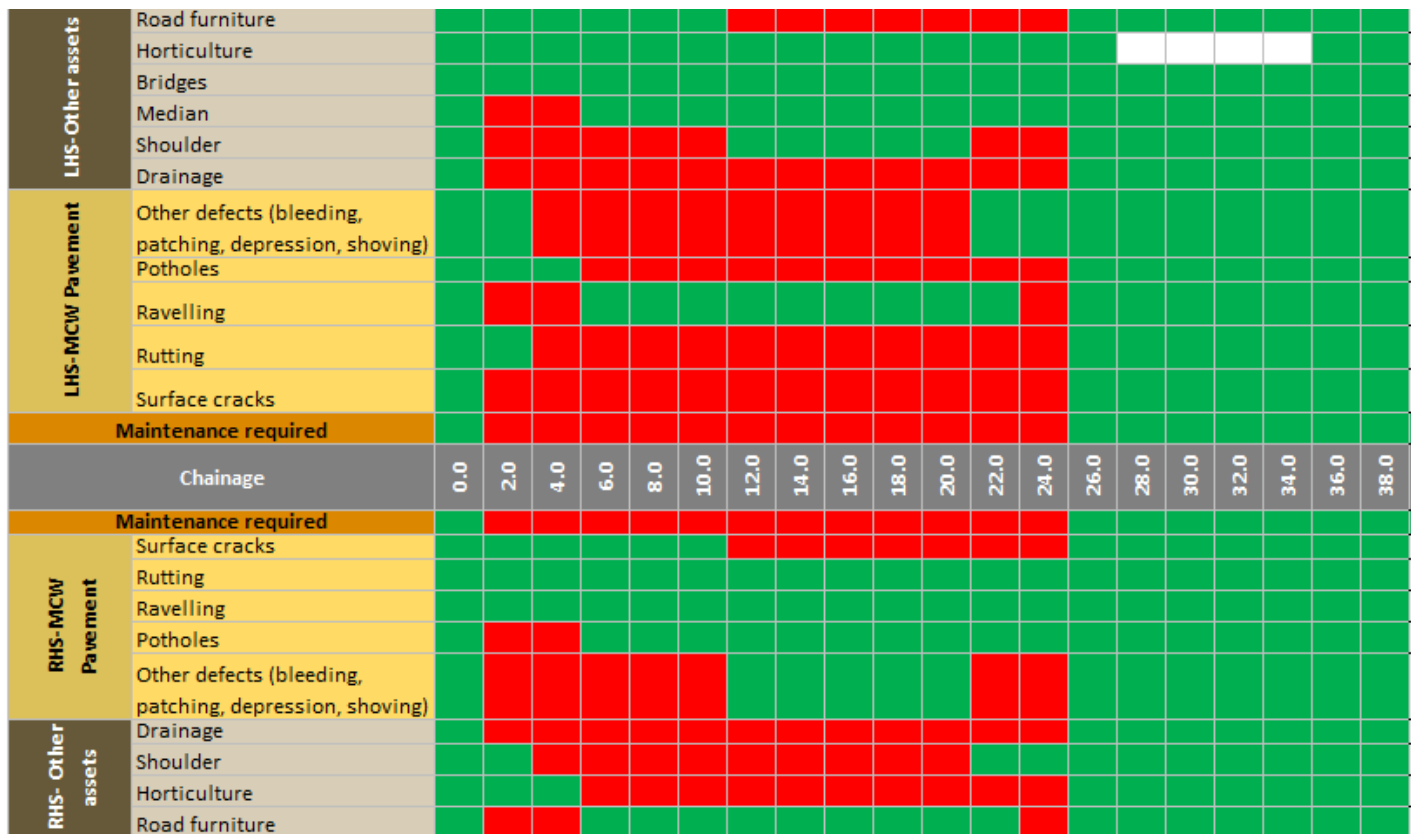 LHS-Other assets
Road furniture
Horticulture
Bridges
Median
Shoulder
Drainage
LHS-MCW Pavement
Other defects (bleeding,
patching, depression, shoving)
Potholes
Ravelling
Rutting
Surface cracks
Maintenance required
Chainage 0.0 2.0 4.0 6.0 8.0 10.0 12.0 14.0 16.0 18.0 20.0 22.0 24.0 26.0 28.0 30.0 32.0 34.0 36.0 38.0
Maintenance required
RHS-MCW
Pavement
Surface cracks
Rutting
Ravelling
Potholes
Other defects (bleeding,
patching, depression, shoving)
RHS- Other
assets
Drainage
Shoulder
Horticulture
Road furniture